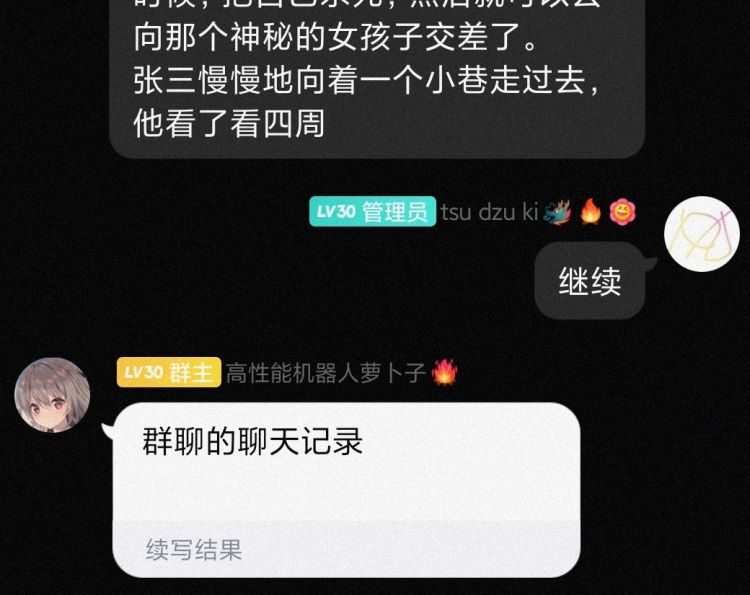 向那个神秘的女孩子交差了。
张三慢慢地向着一个小巷走过去，
他看了看四周
LV30 管理员 tsu dzu ki🐲🔥🤩
继续
LV30 群主 高性能机器人萝卜子🔥
群聊的聊天记录
续写结果